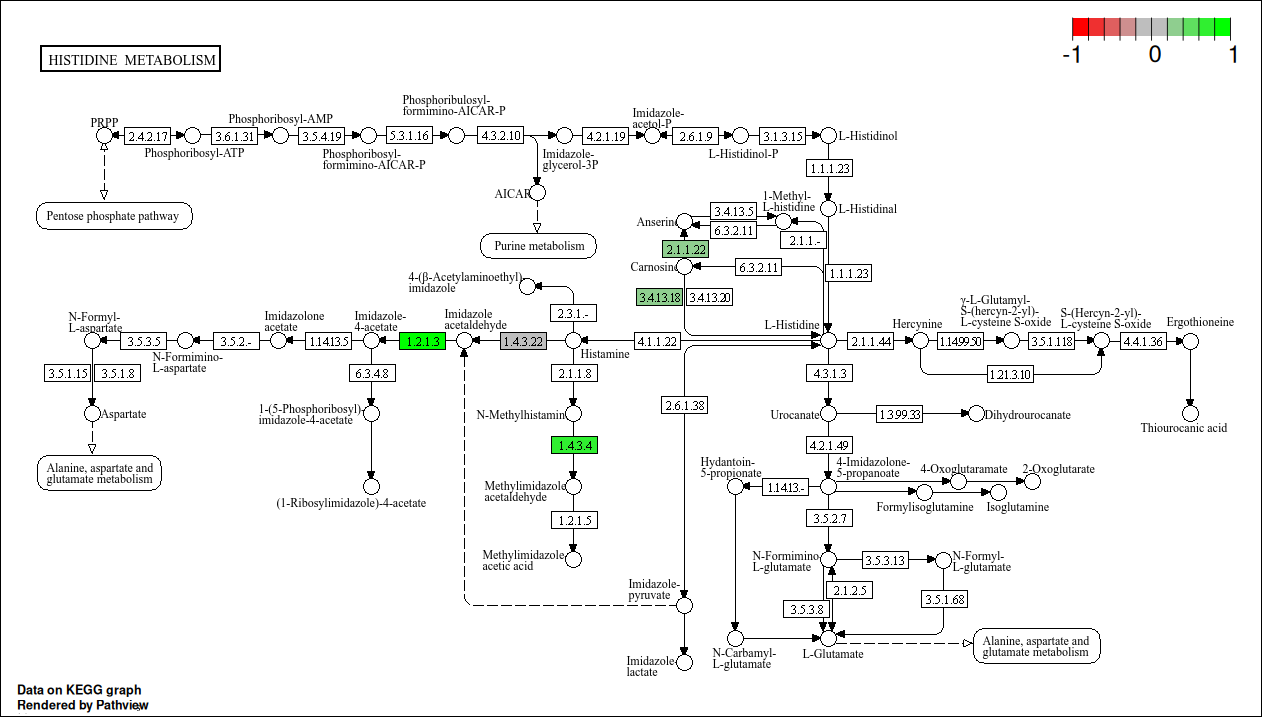 HISTIDINE METABOLISM
-1 0 1
PRPP
2.4.2.17
Phosphoribosyl-ATP
3.6.1.31
Phosphoribosyl-AMP
3.5.4.19
Phosphoribosyl-
formimino-AICAR-P
5.3.1.16
Phosphoribulosyl-
formimino-AICAR-P
4.3.2.10
Imidazole-
glycerol-3P
4.2.1.19
Imidazole-
acetol-P
2.6.1.9
L-Histidinol-P
3.1.3.15
L-Histidinol
1.1.1.23
L-Histidinal
Pentose phosphate pathway
AICAR
Purine metabolism
1-Methyl-
L-histidine
Anserine
3.4.13.5
6.3.2.11
2.1.1.-
2.1.1.22
Carnosine
6.3.2.11
1.1.1.23
3.4.13.18
3.4.13.20
4-(β-Acetylaminoethyl)-
imidazole
2.3.1.-
N-Formyl-
L-aspartate
3.5.3.5
N-Formimino-
L-aspartate
3.5.2.-
Imidazolone
acetate
1.14.13.5
Imidazole-
4-acetate
1.2.1.3
Imidazole
acetaldehyde
1.4.3.22
Histamine
4.1.1.22
L-Histidine
2.1.1.44
Hercynine
1.14.99.50
γ-L-Glutamyl-
S-(hercyn-2-yl)-
L-cysteine S-oxide
3.5.1.118
S-(Hercyn-2-yl)-
L-cysteine S-oxide
4.4.1.36
Ergothioneine
1.21.3.10
3.5.1.15
3.5.1.8
6.3.4.8
2.1.1.8
4.3.1.3
2.6.1.38
Aspartate
1-(5-Phosphoribosyl)-
imidazole-4-acetate
N-Methylhistamin
Urocanate
1.3.99.33
Dihydrourocanate
Thiourocanic acid
1.4.3.4
4.2.1.49
Alanine, aspartate and
glutamate metabolism
(1-Ribosylimidazole)-4-acetate
Methylimidazole
acetaldehyde
1.2.1.5
Methylimidazole
acetic acid
Hydantoin-
5-propionate
1.14.13.-
4-Imidazolone-
5-propanoate
4-Oxoglutaramate
2-Oxoglutarate
Formylisoglutamine
Isoglutamine
3.5.2.7
N-Formimino-
L-glutamate
3.5.3.13
N-Formyl-
L-glutamate
2.1.2.5
3.5.3.8
3.5.1.68
Imidazole-
pyruvate
Imidazole
lactate
N-Carbamyl-
L-glutamate
L-Glutamate
Alanine, aspartate and
glutamate metabolism
Data on KEGG graph
Rendered by Pathview